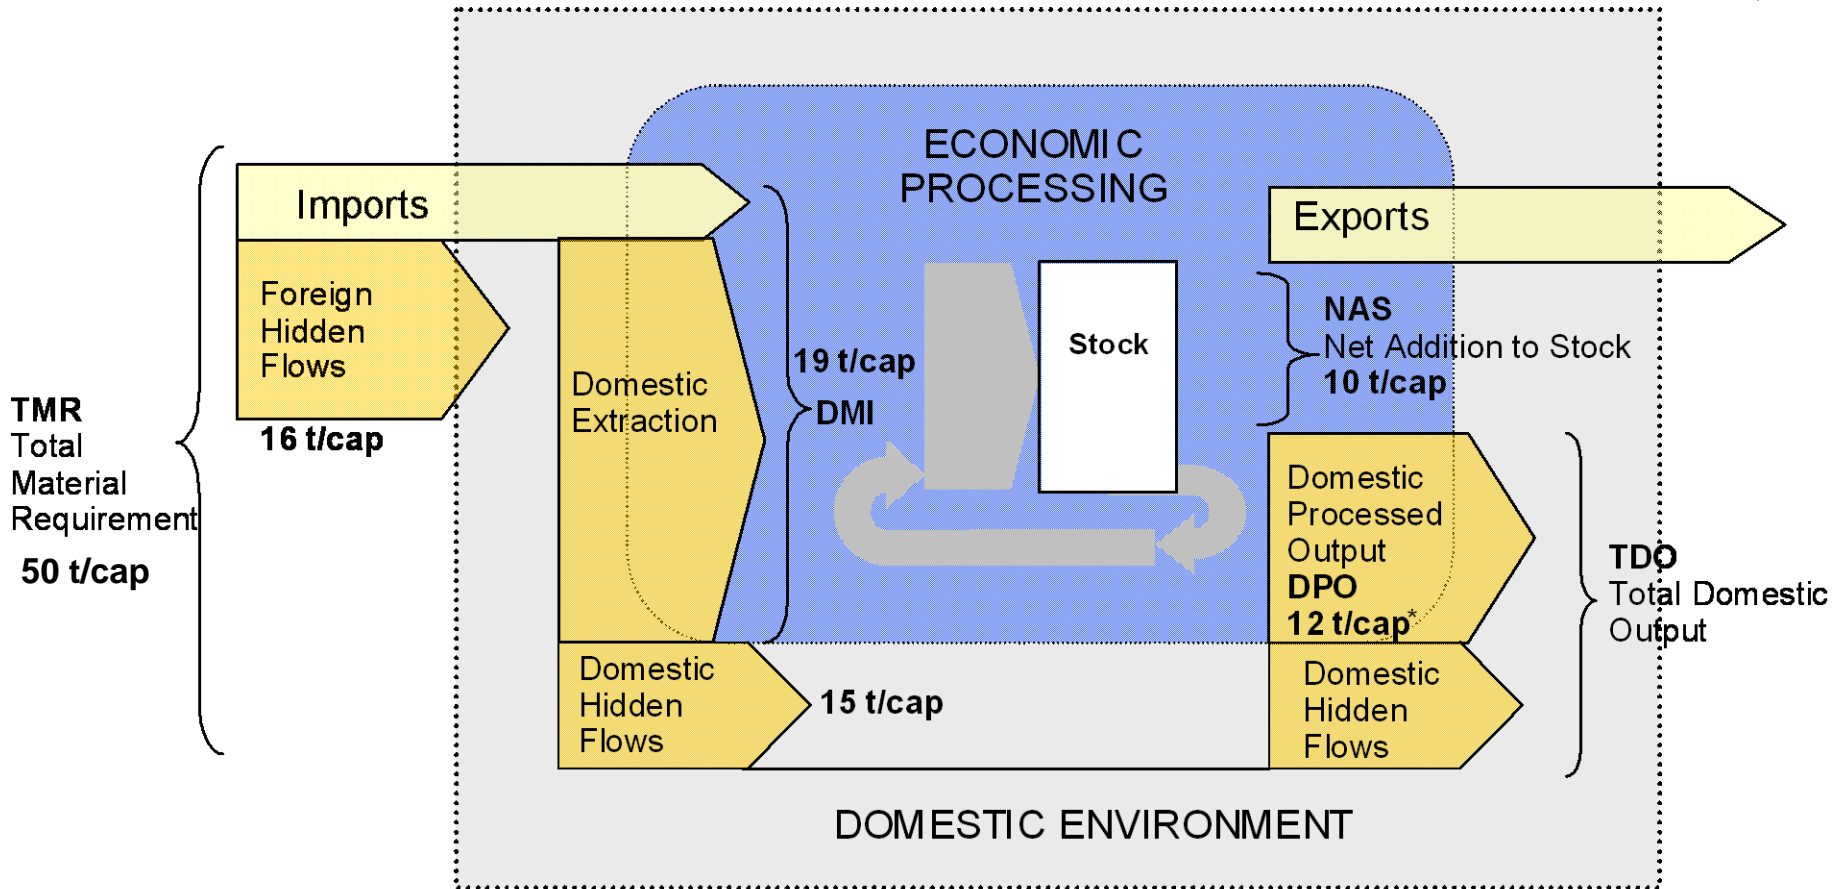 ECONOMIC
PROCESSING
Imports
Exports
Foreign
Hidden
Flows
16 t/cap
TMR
Total
Material
Requirement
50 t/cap
Domestic
Extraction
19 t/cap
DMI
Stock
NAS
Net Addition to Stock
10 t/cap
Domestic
Processed
Output
DPO
12 t/cap*
TDO
Total Domestic
Output
Domestic
Hidden
Flows
15 t/cap
Domestic
Hidden
Flows
DOMESTIC ENVIRONMENT